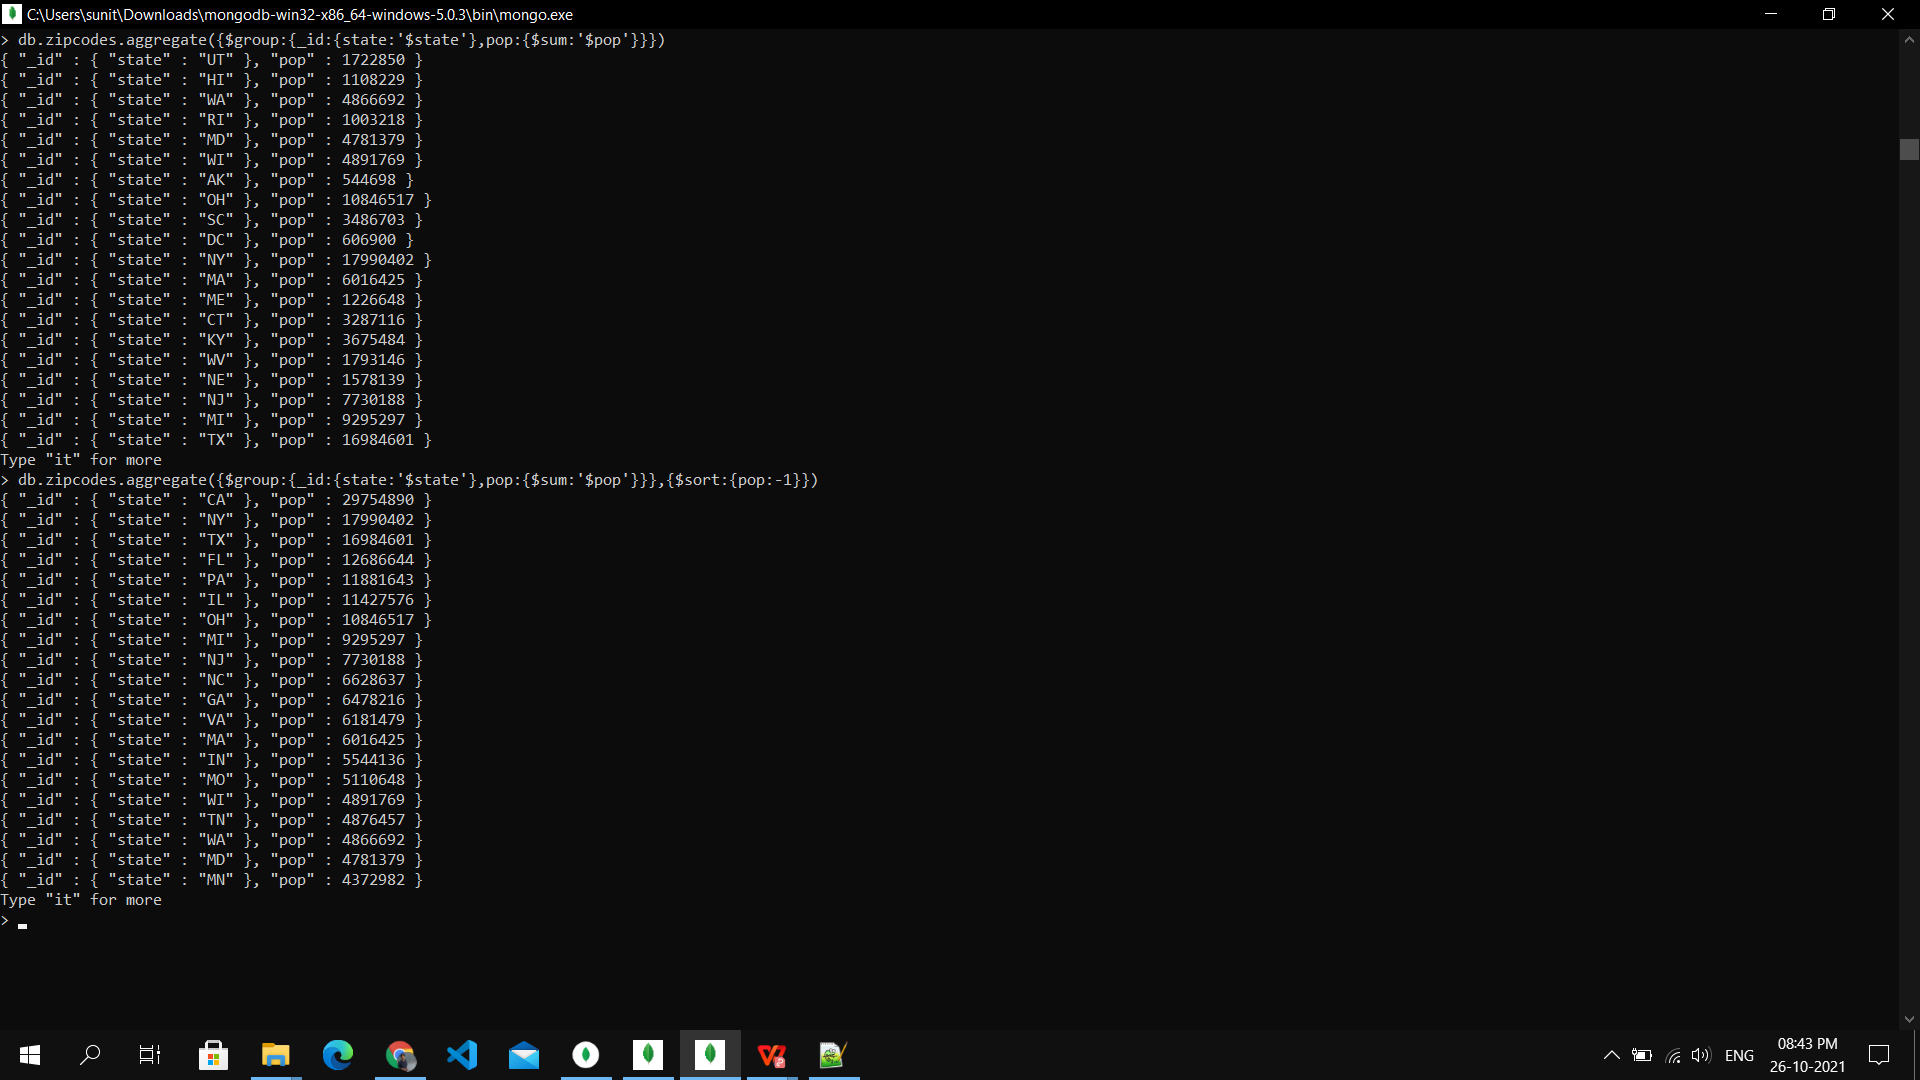 C:\Users\sunit\Downloads\mongodb-win32-x86_64-windows-5.0.3\bin\mongo.exe
> db.zipcodes.aggregate({$group:{_id:{state:'$state'},pop:{$sum:'$pop'}}})
{ "_id" : { "state" : "UT" }, "pop" : 1722850 }
{ "_id" : { "state" : "HI" }, "pop" : 1108229 }
{ "_id" : { "state" : "WA" }, "pop" : 4866692 }
{ "_id" : { "state" : "RI" }, "pop" : 1003218 }
{ "_id" : { "state" : "MD" }, "pop" : 4781379 }
{ "_id" : { "state" : "WI" }, "pop" : 4891769 }
{ "_id" : { "state" : "AK" }, "pop" : 544698 }
{ "_id" : { "state" : "OH" }, "pop" : 10846517 }
{ "_id" : { "state" : "SC" }, "pop" : 3486703 }
{ "_id" : { "state" : "DC" }, "pop" : 606900 }
{ "_id" : { "state" : "NY" }, "pop" : 17990402 }
{ "_id" : { "state" : "MA" }, "pop" : 6016425 }
{ "_id" : { "state" : "ME" }, "pop" : 1226648 }
{ "_id" : { "state" : "CT" }, "pop" : 3287116 }
{ "_id" : { "state" : "KY" }, "pop" : 3675484 }
{ "_id" : { "state" : "WV" }, "pop" : 1793146 }
{ "_id" : { "state" : "NE" }, "pop" : 1578139 }
{ "_id" : { "state" : "NJ" }, "pop" : 7730188 }
{ "_id" : { "state" : "MI" }, "pop" : 9295297 }
{ "_id" : { "state" : "TX" }, "pop" : 16984601 }
Type "it" for more
> db.zipcodes.aggregate({$group:{_id:{state:'$state'},pop:{$sum:'$pop'}}},{$sort:{pop:-1}})
{ "_id" : { "state" : "CA" }, "pop" : 29754890 }
{ "_id" : { "state" : "NY" }, "pop" : 17990402 }
{ "_id" : { "state" : "TX" }, "pop" : 16984601 }
{ "_id" : { "state" : "FL" }, "pop" : 12686644 }
{ "_id" : { "state" : "PA" }, "pop" : 11881643 }
{ "_id" : { "state" : "IL" }, "pop" : 11427576 }
{ "_id" : { "state" : "OH" }, "pop" : 10846517 }
{ "_id" : { "state" : "MI" }, "pop" : 9295297 }
{ "_id" : { "state" : "NJ" }, "pop" : 7730188 }
{ "_id" : { "state" : "NC" }, "pop" : 6628637 }
{ "_id" : { "state" : "GA" }, "pop" : 6478216 }
{ "_id" : { "state" : "VA" }, "pop" : 6181479 }
{ "_id" : { "state" : "MA" }, "pop" : 6016425 }
{ "_id" : { "state" : "IN" }, "pop" : 5544136 }
{ "_id" : { "state" : "MO" }, "pop" : 5110648 }
{ "_id" : { "state" : "WI" }, "pop" : 4891769 }
{ "_id" : { "state" : "TN" }, "pop" : 4876457 }
{ "_id" : { "state" : "WA" }, "pop" : 4866692 }
{ "_id" : { "state" : "MD" }, "pop" : 4781379 }
{ "_id" : { "state" : "MN" }, "pop" : 4372982 }
Type "it" for more
>
ENG
08:43 PM
26-10-2021